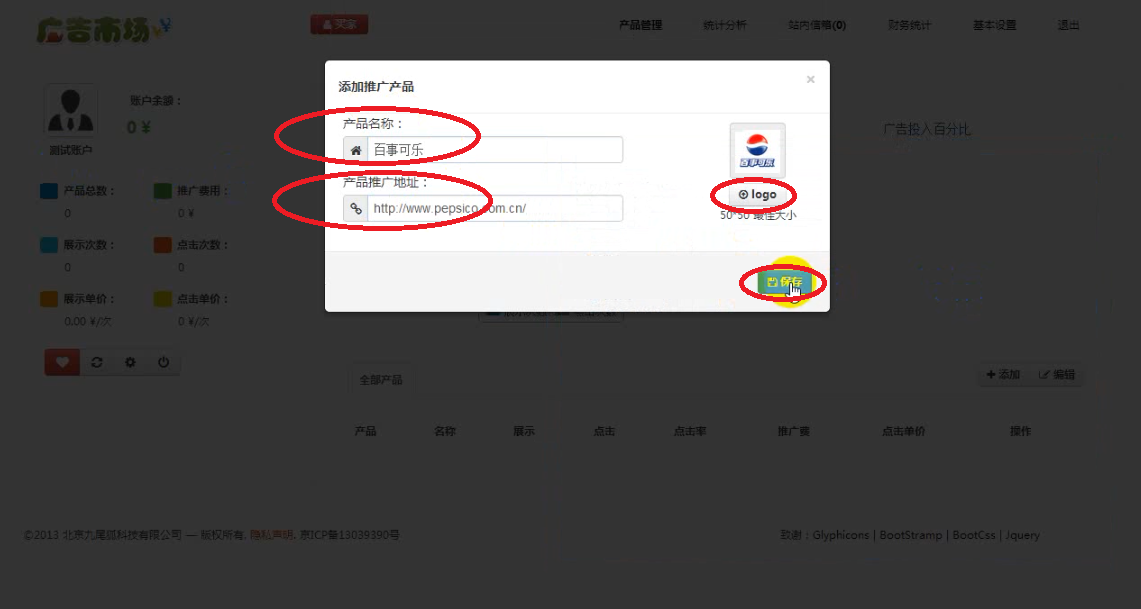 广告市场
买家
产品管理 统计分析 站内信箱(0) 财务统计 基本设置 退出
账户余额：
0 ¥
测试账户
产品总数： 推广费用：
0 0 ¥
展示次数： 点击次数：
0 0
展示单价： 点击单价：
0.00 ¥/次 0 ¥/次
添加推广产品 ×
产品名称：
百事可乐
产品推广地址：
http://www.pepsico.com.cn/
百事可乐
logo
50*50 最佳大小
保存
广告投入百分比
全部产品
添加 编辑
产品 名称 展示 点击 点击率 推广费 点击单价 操作
©2013 北京九尾狐科技有限公司 — 版权所有. 隐私声明. 京ICP备13039390号
致谢：Glyphicons | BootStramp | BootCss | Jquery